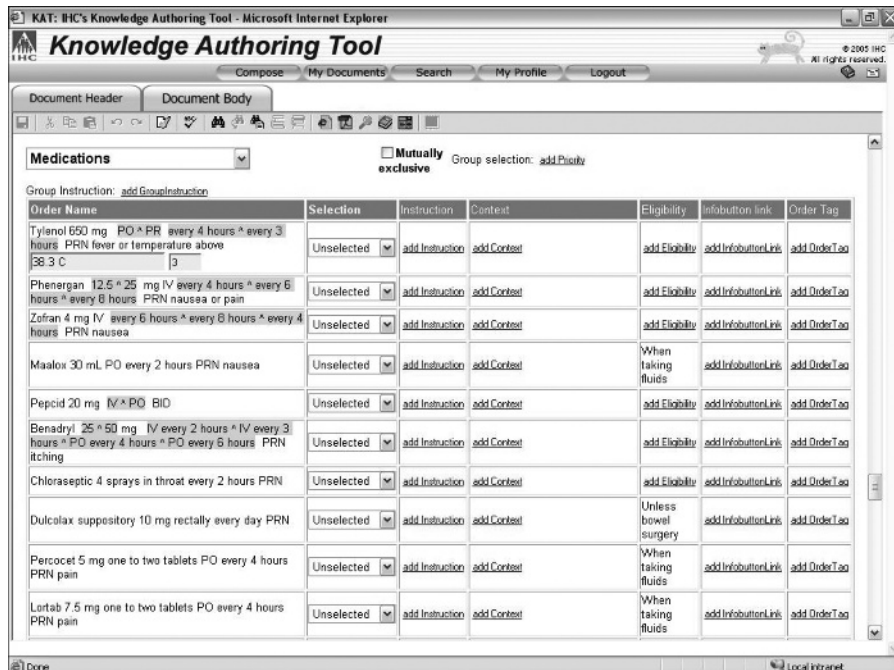 KAT: IHC's Knowledge Authoring Tool - Microsoft Internet Explorer
IHC
Knowledge Authoring Tool
© 2005 IHC
All rights reserved.
Compose My Documents Search My Profile Logout
Document Header Document Body
Medications
Mutually
exclusive
Group selection: add Priority
Group Instruction: add GroupInstruction
Order Name Selection Instruction Context Eligibility Infobutton link Order Tag
Tylenol 650 mg PO ^ PR every 4 hours ^ every 3
hours PRN fever or temperature above
38.3 C 3
Unselected add Instruction add Context add Eligibility add InfobuttonLink add OrderTag
Phenergan 12.5 ^ 25 mg IV every 4 hours ^ every 6
hours ^ every 8 hours PRN nausea or pain
Unselected add Instruction add Context add Eligibility add InfobuttonLink add OrderTag
Zofran 4 mg IV every 6 hours ^ every 8 hours ^ every 4
hours PRN nausea
Unselected add Instruction add Context add Eligibility add InfobuttonLink add OrderTag
Maalox 30 mL PO every 2 hours PRN nausea
Unselected add Instruction add Context
When
taking
fluids
add InfobuttonLink add OrderTag
Pepcid 20 mg IV ^ PO BID
Unselected add Instruction add Context add Eligibility add InfobuttonLink add OrderTag
Benadryl 25 ^ 50 mg IV every 2 hours ^ IV every 3
hours ^ PO every 4 hours ^ PO every 6 hours PRN
itching
Unselected add Instruction add Context add Eligibility add InfobuttonLink add OrderTag
Chloraseptic 4 sprays in throat every 2 hours PRN
Unselected add Instruction add Context add Eligibility add InfobuttonLink add OrderTag
Dulcolax suppository 10 mg rectally every day PRN
Unselected add Instruction add Context
Unless
bowel
surgery
add InfobuttonLink add OrderTag
Percocet 5 mg one to two tablets PO every 4 hours
PRN pain
Unselected add Instruction add Context
When
taking
fluids
add InfobuttonLink add OrderTag
Lortab 7.5 mg one to two tablets PO every 4 hours
PRN pain
Unselected add Instruction add Context
When
taking
fluids
add InfobuttonLink add OrderTag
Done
Local intranet